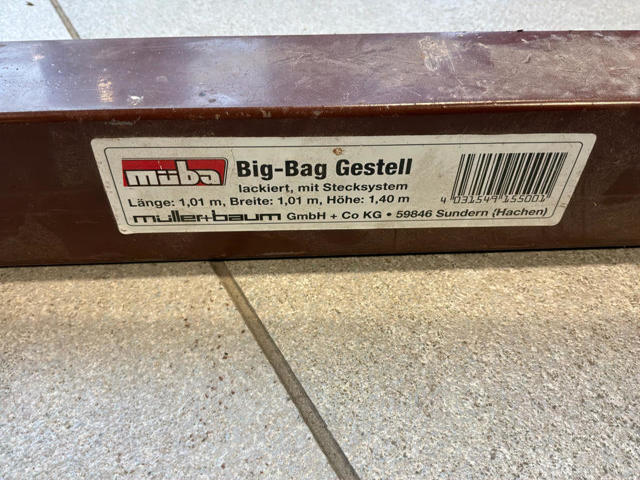 müba
Big-Bag Gestell
lackiert, mit Stecksystem
Länge: 1,01 m, Breite: 1,01 m, Höhe: 1,40 m
müller+baum GmbH + Co KG • 59846 Sundern (Hachen)
4 031549 155001